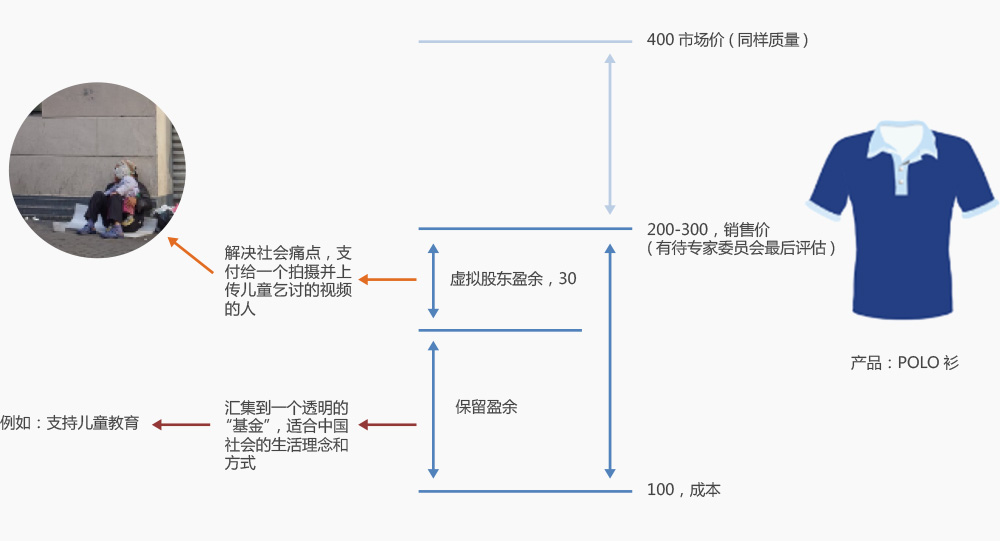 400 市场价 ( 同样质量 )
200-300，销售价
( 有待专家委员会最后评估 )
解决社会痛点，支
付给一个拍摄并上
传儿童乞讨的视频
的人
虚拟股东盈余，30
产品：POLO 衫
例如：支持儿童教育
汇集到一个透明的
“基金”，适合中国
社会的生活理念和
方式
保留盈余
100，成本